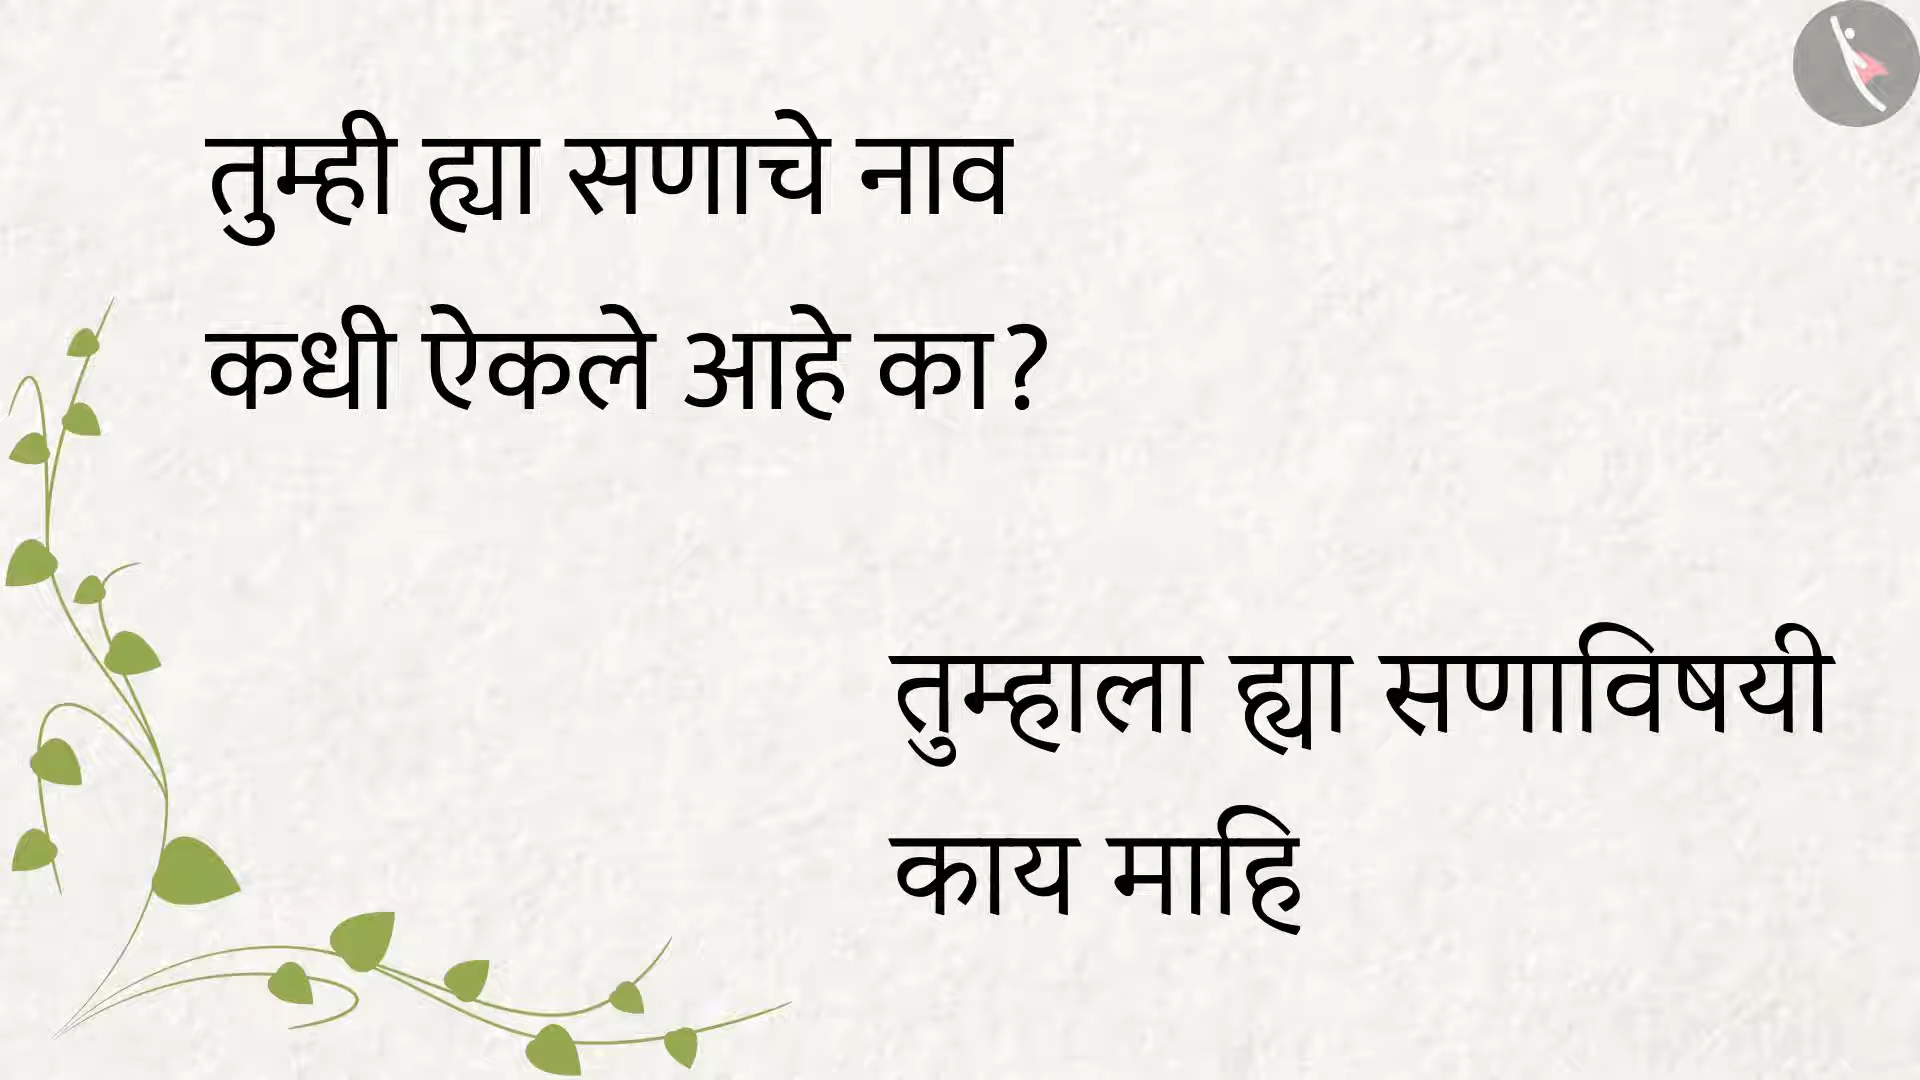 तुम्ही ह्या सणाचे नाव
कधी ऐकले आहे का?
तुम्हाला ह्या सणाविषयी
काय माहि